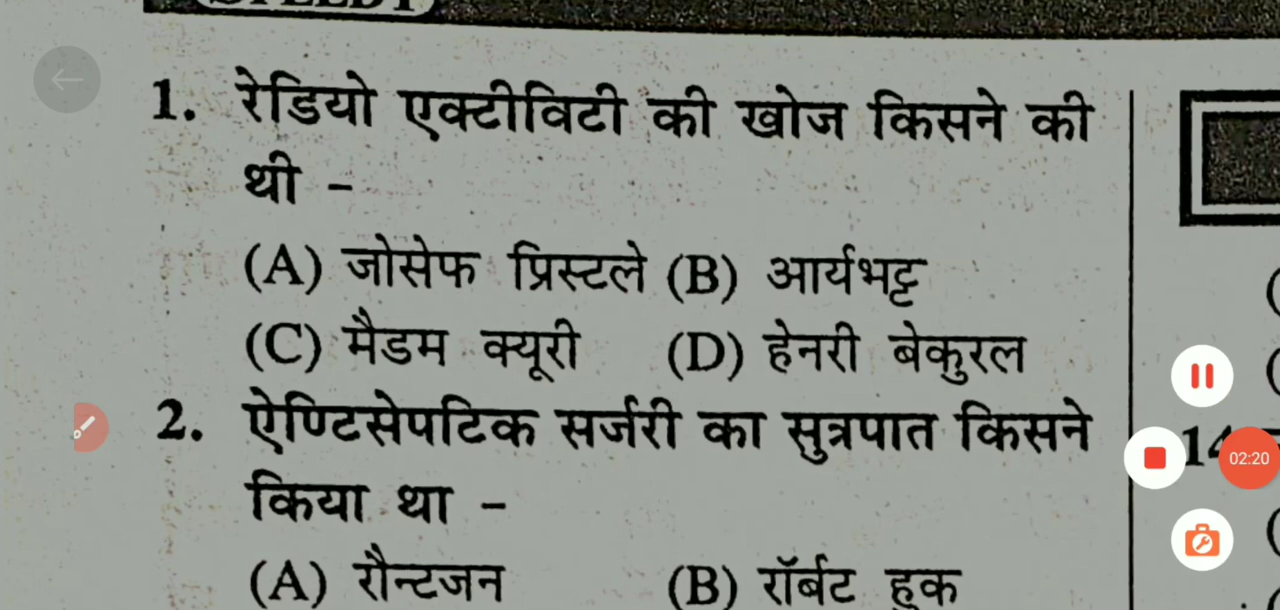 1. रेडियो एक्टीविटी की खोज किसने की
थी -
(A) जोसेफ प्रिस्टले (B) आर्यभट्ट
(C) मैडम क्यूरी (D) हेनरी बेकुरल
2. ऐण्टिसेपटिक सर्जरी का सुत्रपात किसने
किया था -
(A) रौन्टजन (B) रॉर्बट हुक
14
02:20